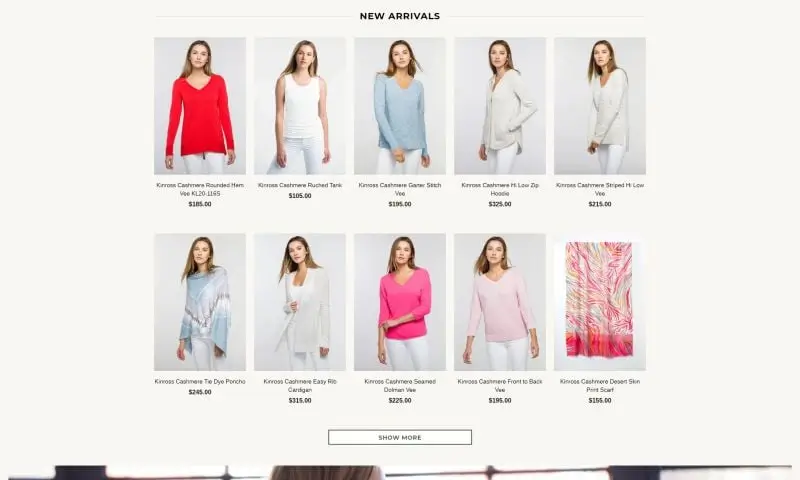 NEW ARRIVALS
Kinross Cashmere Rounded Hem
Vee KL20-116S
$185.00
Kinross Cashmere Ruched Tank
$105.00
Kinross Cashmere Garter Stitch
Vee
$195.00
Kinross Cashmere Hi Low Zip
Hoodie
$325.00
Kinross Cashmere Striped Hi Low
Vee
$215.00
Kinross Cashmere Tie Dye Poncho
$245.00
Kinross Cashmere Easy Rib
Cardigan
$315.00
Kinross Cashmere Seamed
Dolman Vee
$225.00
Kinross Cashmere Front to Back
Vee
$195.00
Kinross Cashmere Desert Skin
Print Scarf
$155.00
SHOW MORE